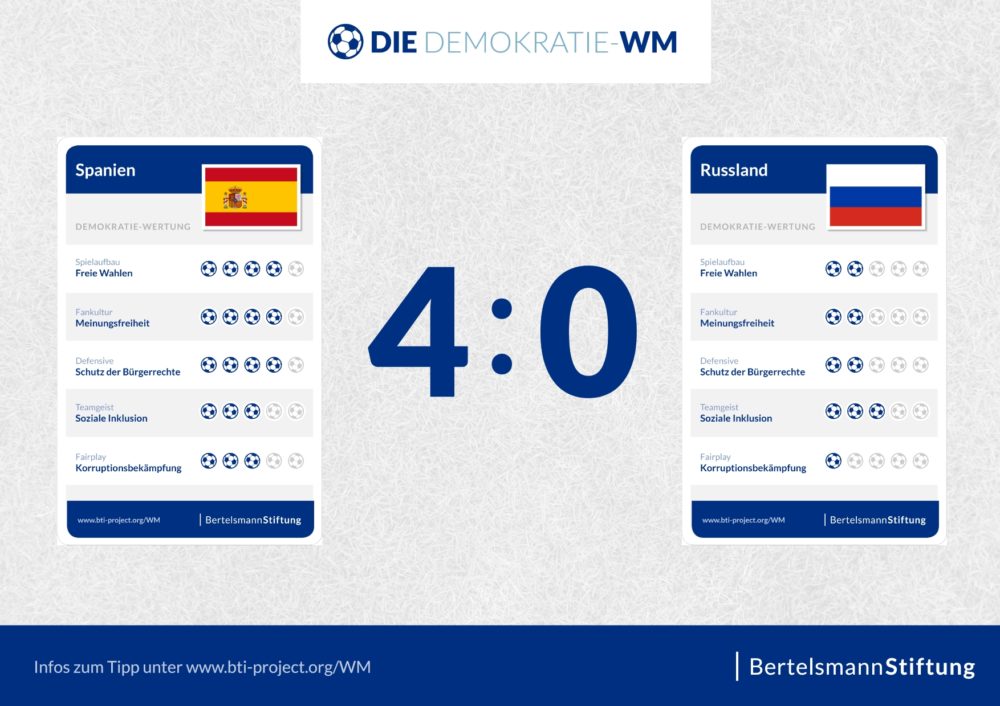 DIE DEMOKRATIE-WM
Spanien
DEMOKRATIE-WERTUNG
Spielaufbau
Freie Wahlen
Fankultur
Meinungsfreiheit
Defensive
Schutz der Bürgerrechte
Teamgeist
Soziale Inklusion
Fairplay
Korruptionsbekämpfung
www.bti-project.org/WM
BertelsmannStiftung
4:0
Russland
DEMOKRATIE-WERTUNG
Spielaufbau
Freie Wahlen
Fankultur
Meinungsfreiheit
Defensive
Schutz der Bürgerrechte
Teamgeist
Soziale Inklusion
Fairplay
Korruptionsbekämpfung
www.bti-project.org/WM
BertelsmannStiftung
Infos zum Tipp unter www.bti-project.org/WM
BertelsmannStiftung